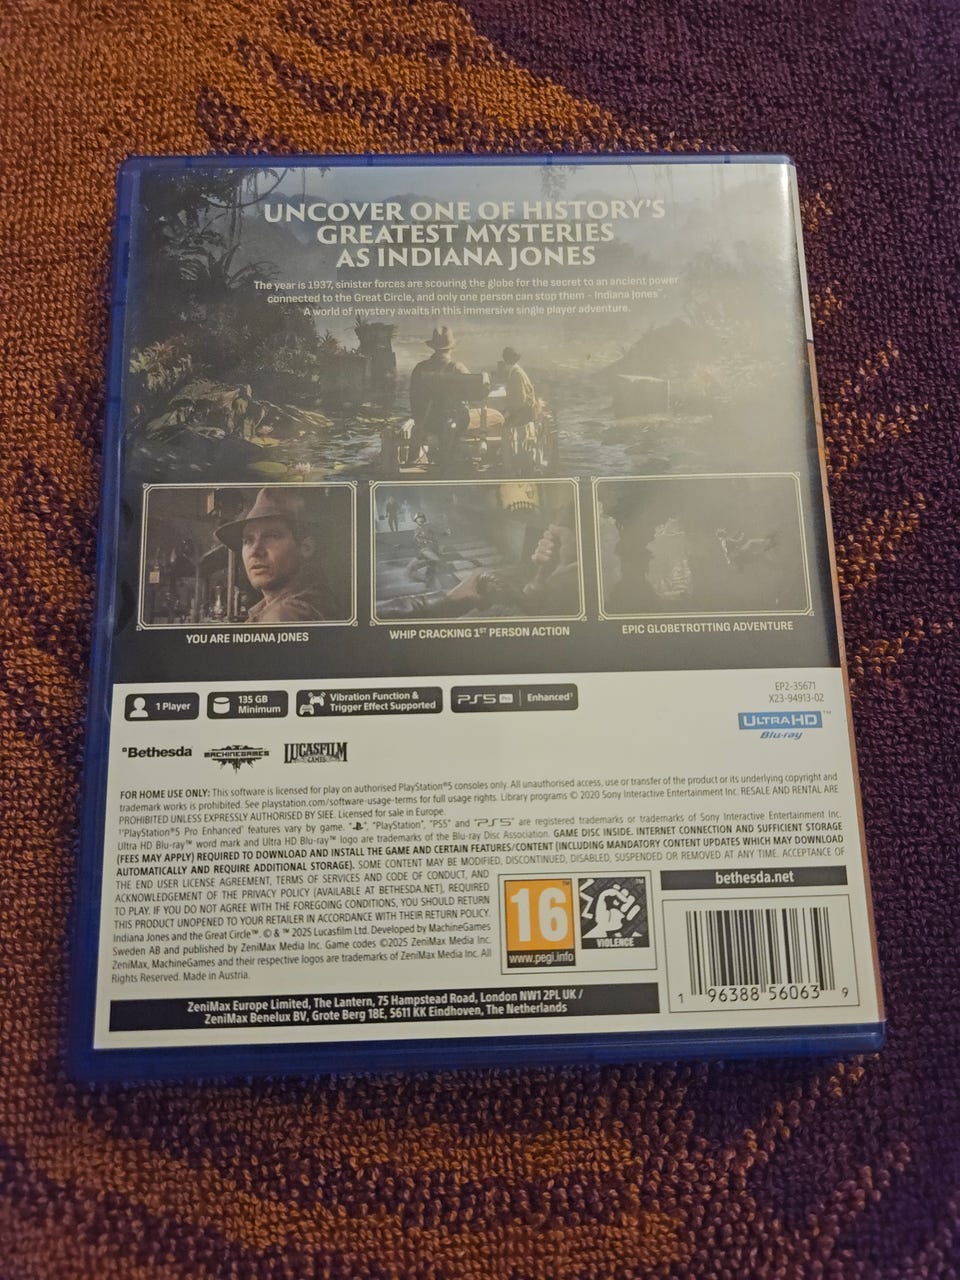 UNCOVER ONE OF HISTORY'S
GREATEST MYSTERIES
AS INDIANA JONES
The year is 1937, sinister forces are scouring the globe for the secret to an ancient power
connected to the Great Circle, and only one person can stop them – Indiana Jones™.
A world of mystery awaits in this immersive single player adventure.
YOU ARE INDIANA JONES
WHIP CRACKING 1ST PERSON ACTION
EPIC GLOBETROTTING ADVENTURE
1 Player
135 GB
Minimum
Vibration Function &
Trigger Effect Supported
PS5 Pro Enhanced†
EP2-35671
X23-94913-02
ULTRA HD™
Blu-ray
Bethesda
MACHINEGAMES
LUCASFILM
GAMES
FOR HOME USE ONLY: This software is licensed for play on authorised PlayStation®5 consoles only. All unauthorised access, use or transfer of the product or its underlying copyright and
trademark works is prohibited. See playstation.com/software-usage-terms for full usage rights. Library programs © 2020 Sony Interactive Entertainment Inc. RESALE AND RENTAL ARE
PROHIBITED UNLESS EXPRESSLY AUTHORISED BY SIEE. Licensed for sale in Europe.
†"PlayStation®5 Pro Enhanced" features vary by game. "PS", "PlayStation", "PS5" and "PS5" are registered trademarks or trademarks of Sony Interactive Entertainment Inc.
Ultra HD Blu-ray™ word mark and Ultra HD Blu-ray™ logo are trademarks of the Blu-ray Disc Association. GAME DISC INSIDE. INTERNET CONNECTION AND SUFFICIENT STORAGE
(FEES MAY APPLY) REQUIRED TO DOWNLOAD AND INSTALL THE GAME AND CERTAIN FEATURES/CONTENT (INCLUDING MANDATORY CONTENT UPDATES WHICH MAY DOWNLOAD
AUTOMATICALLY AND REQUIRE ADDITIONAL STORAGE). SOME CONTENT MAY BE MODIFIED, DISCONTINUED, DISABLED, SUSPENDED OR REMOVED AT ANY TIME. ACCEPTANCE OF
THE END USER LICENSE AGREEMENT, TERMS OF SERVICES AND CODE OF CONDUCT, AND
ACKNOWLEDGEMENT OF THE PRIVACY POLICY (AVAILABLE AT BETHESDA.NET), REQUIRED
TO PLAY. IF YOU DO NOT AGREE WITH THE FOREGOING CONDITIONS, YOU SHOULD RETURN
THIS PRODUCT UNOPENED TO YOUR RETAILER IN ACCORDANCE WITH THEIR RETURN POLICY.
Indiana Jones and the Great Circle™. © & ™ 2025 Lucasfilm Ltd. Developed by MachineGames
Sweden AB and published by ZeniMax Media Inc. Game codes ©2025 ZeniMax Media Inc.
ZeniMax, MachineGames and their respective logos are trademarks of ZeniMax Media Inc. All
Rights Reserved. Made in Austria.
16™
www.pegi.info
™
VIOLENCE
bethesda.net
1 96388 56063 9
ZeniMax Europe Limited, The Lantern, 75 Hampstead Road, London NW1 2PL UK /
ZeniMax Benelux BV, Grote Berg 18E, 5611 KK Eindhoven, The Netherlands